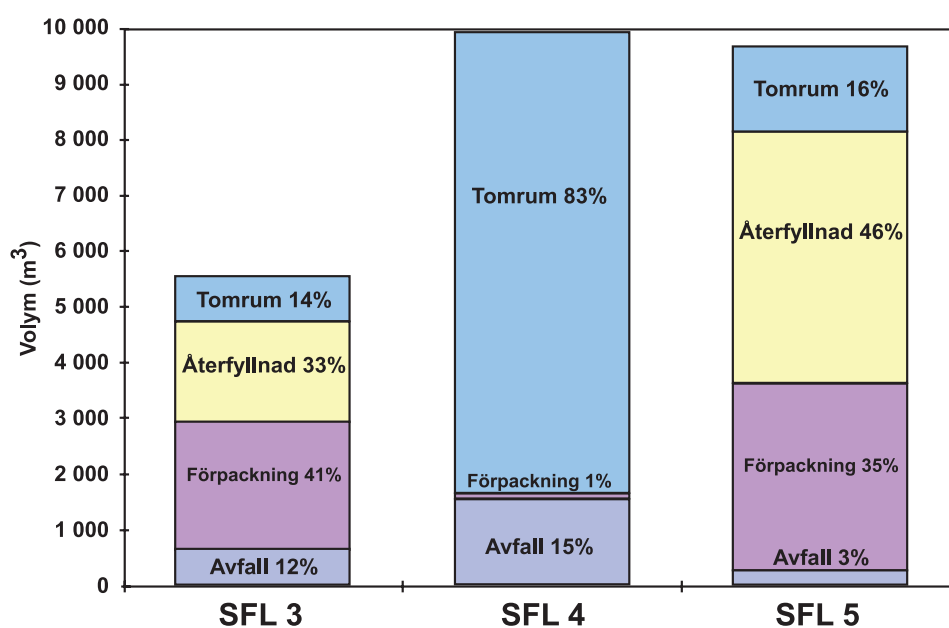 10 000
9 000
8 000
7 000
6 000
5 000
4 000
3 000
2 000
1 000
0
Volym (m³)
Tomrum 14%
Återfyllnad 33%
Förpackning 41%
Avfall 12%
Tomrum 83%
Förpackning 1%
Avfall 15%
Tomrum 16%
Återfyllnad 46%
Förpackning 35%
Avfall 3%
SFL 3
SFL 4
SFL 5